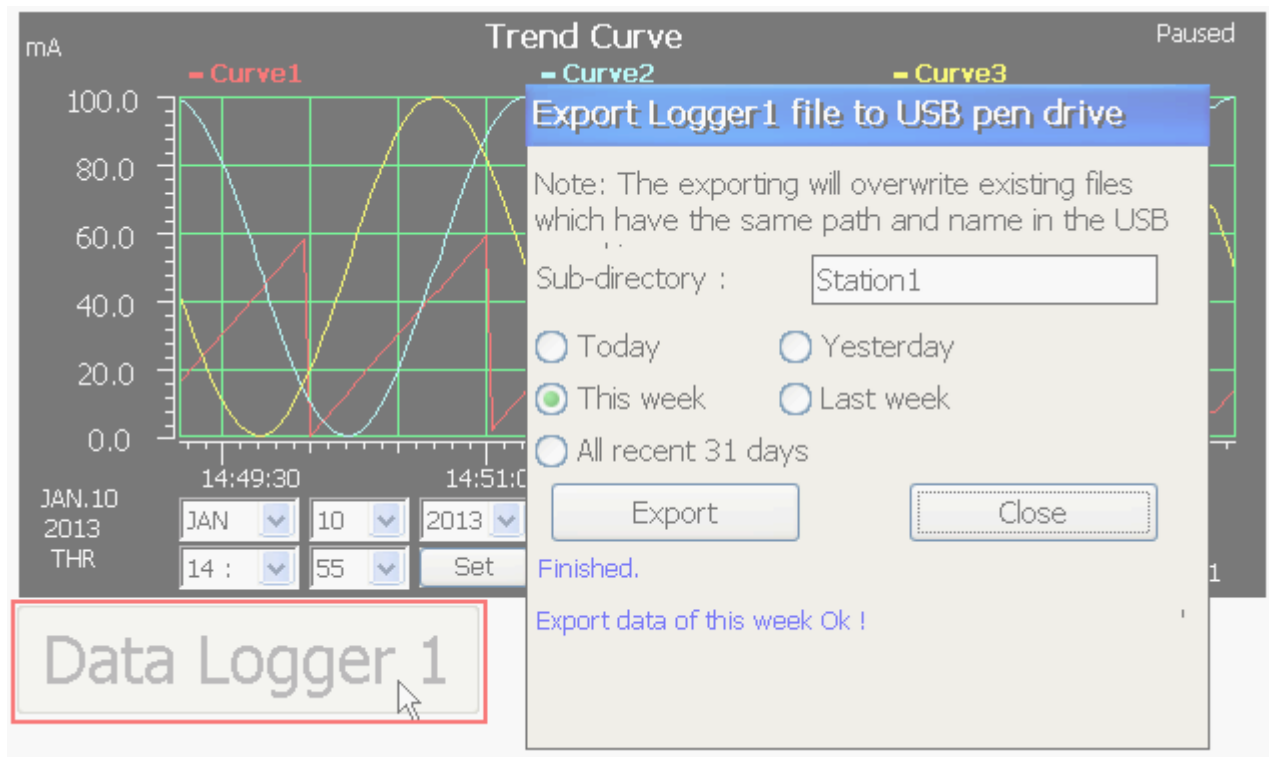 mA
Trend Curve
Paused
Curve1
Curve2
Curve3
100.0
80.0
60.0
40.0
20.0
0.0
14:49:30
14:51:0
JAN.10
2013
THR
JAN
10
2013
14 :
55
Set
1
Export Logger1 file to USB pen drive
Note: The exporting will overwrite existing files
which have the same path and name in the USB
Sub-directory :
Station1
Today
Yesterday
This week
Last week
All recent 31 days
Export
Close
Finished.
Export data of this week Ok !
Data Logger 1